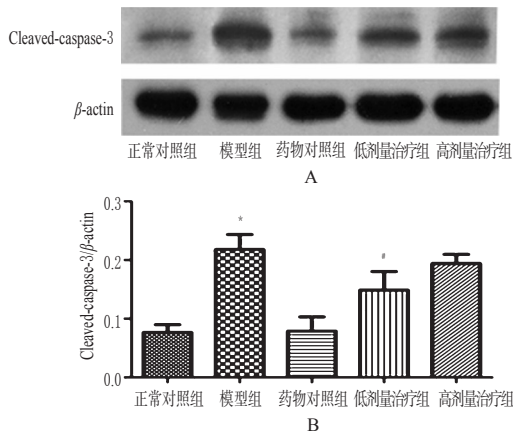 Cleaved-caspase-3
β-actin
正常对照组 模型组 药物对照组 低剂量治疗组 高剂量治疗组
A
0.3
0.2
0.1
0.0
Cleaved-caspase-3/β-actin
*
#
正常对照组 模型组 药物对照组 低剂量治疗组 高剂量治疗组
B